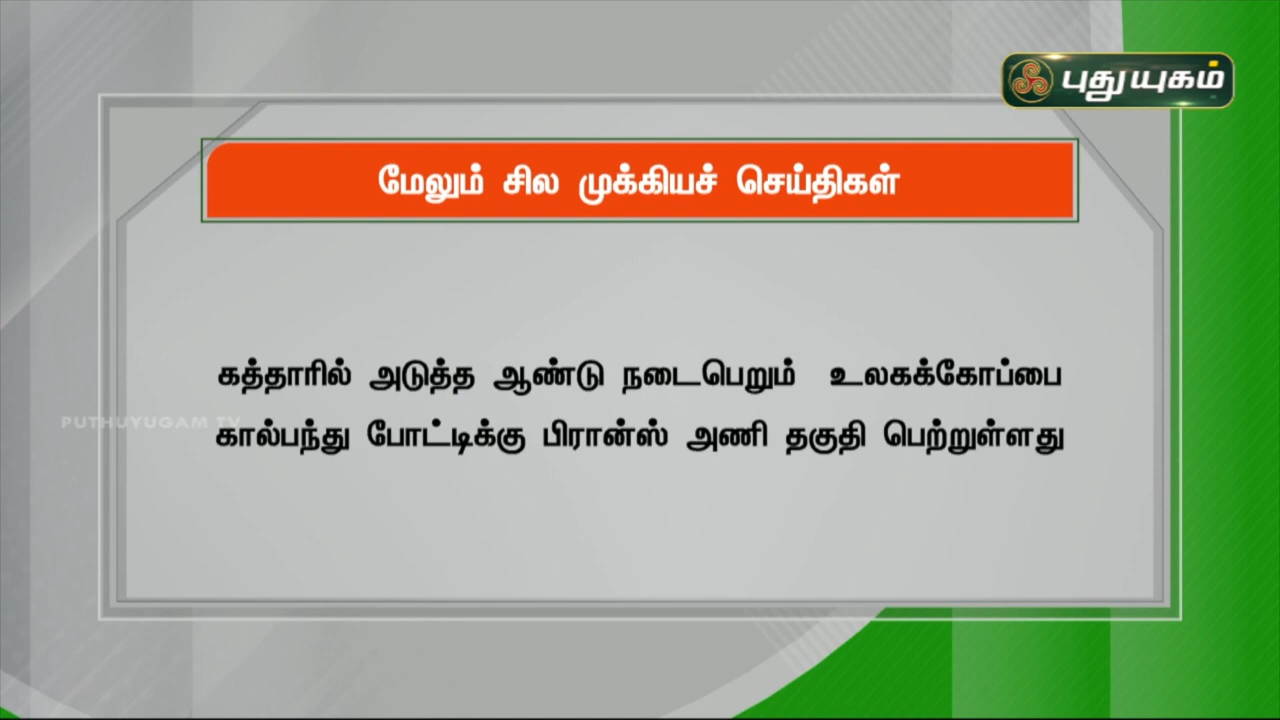 புதுயுகம்
மேலும் சில முக்கியச் செய்திகள்
கத்தாரில் அடுத்த ஆண்டு நடைபெறும் உலகக்கோப்பை
PUTHUYUGAM TV
கால்பந்து போட்டிக்கு பிரான்ஸ் அணி தகுதி பெற்றுள்ளது